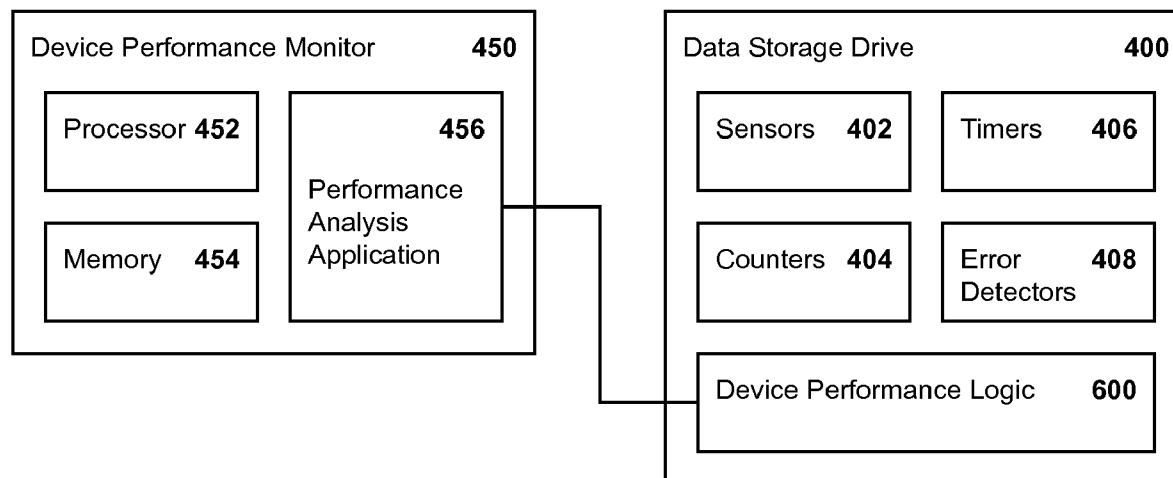 Device Performance Monitor 450
Processor 452
456
Performance
Analysis
Application
Memory 454
Data Storage Drive 400
Sensors 402
Timers 406
Counters 404
Error 408
Detectors
Device Performance Logic 600